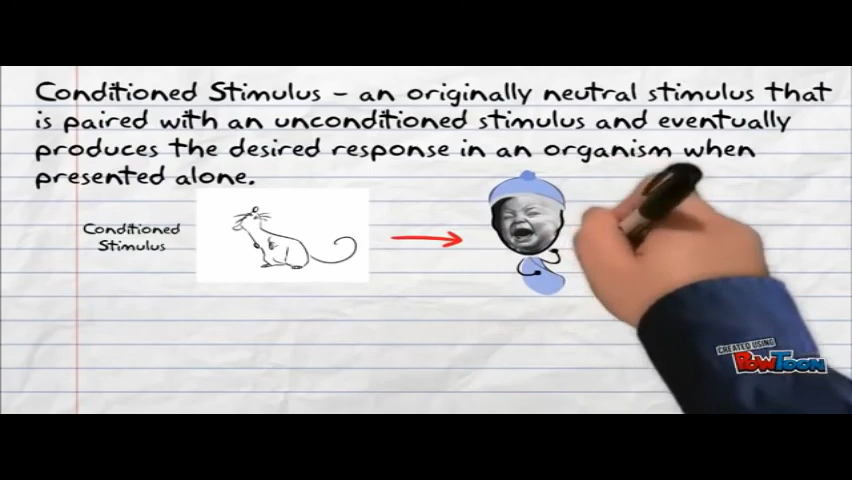 Conditioned Stimulus - an originally neutral stimulus that
is paired with an unconditioned stimulus and eventually
produces the desired response in an organism when
presented alone.
Conditioned
Stimulus
CREATED USING
POWTOON